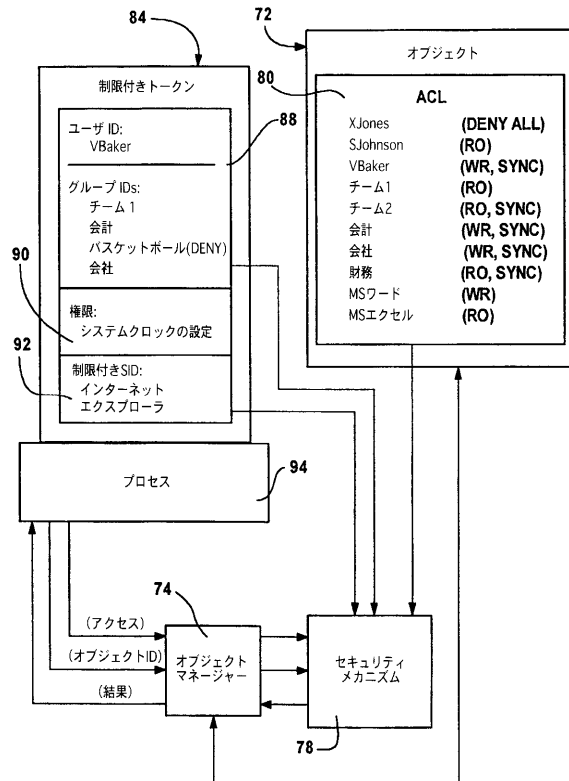 84
制限付きトークン
ユーザ ID:
VBaker
88
グループ IDs:
チーム 1
会計
バスケットボール(DENY)
会社
90
権限:
システムクロックの設定
92
制限付きSID:
インターネット
エクスプローラ
プロセス
94
72
オブジェクト
80
ACL
XJones (DENY ALL)
SJohnson (RO)
VBaker (WR, SYNC)
チーム1 (RO)
チーム2 (RO, SYNC)
会計 (WR, SYNC)
会社 (WR, SYNC)
財務 (RO, SYNC)
MSワード (WR)
MSエクセル (RO)
(アクセス)
(オブジェクトID)
(結果)
74
オブジェクト
マネージャー
セキュリティ
メカニズム
78